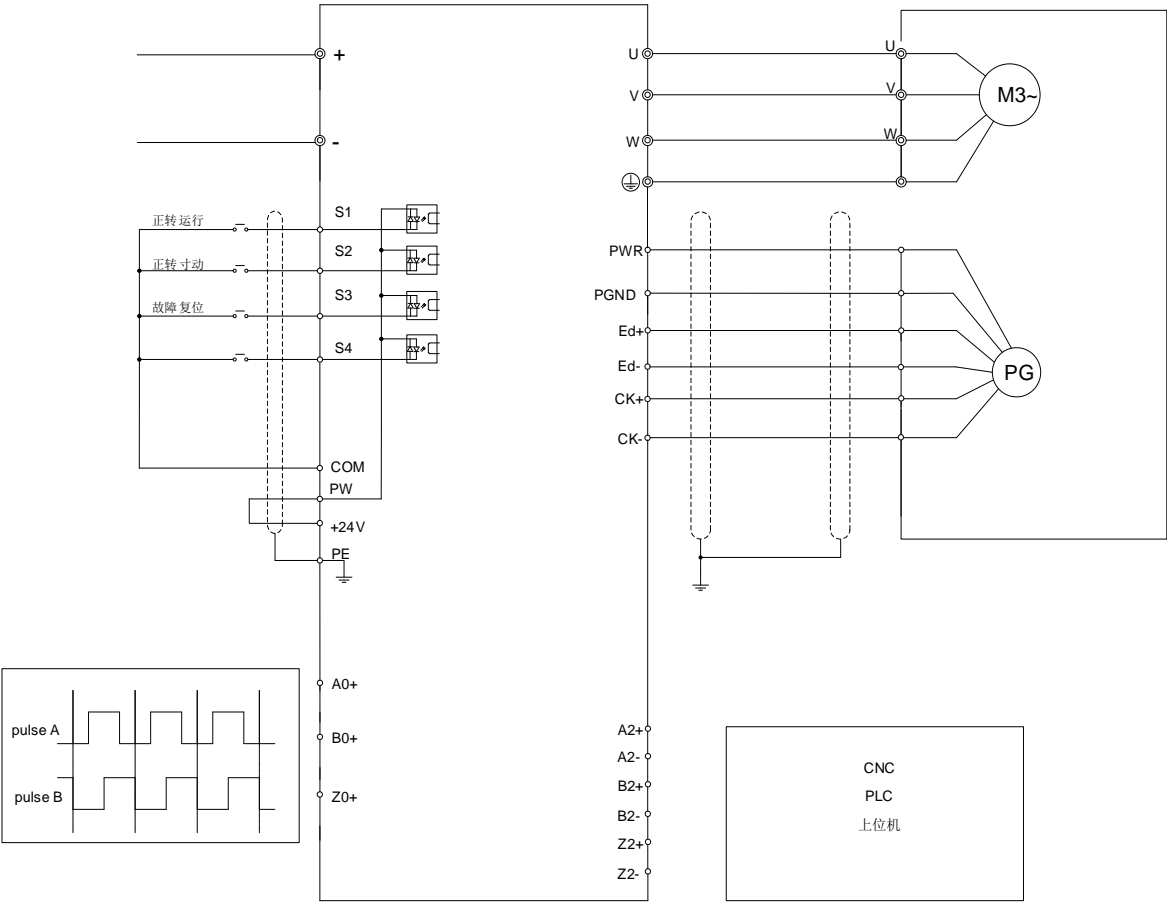 +
-
正转运行
S1
正转寸动
S2
故障复位
S3
S4
COM
PW
+24V
PE
U
V
W
U
V
W
M3~
PWR
PGND
Ed+
Ed-
CK+
CK-
PG
pulse A
pulse B
A0+
B0+
Z0+
A2+
A2-
B2+
B2-
Z2+
Z2-
CNC
PLC
上位机